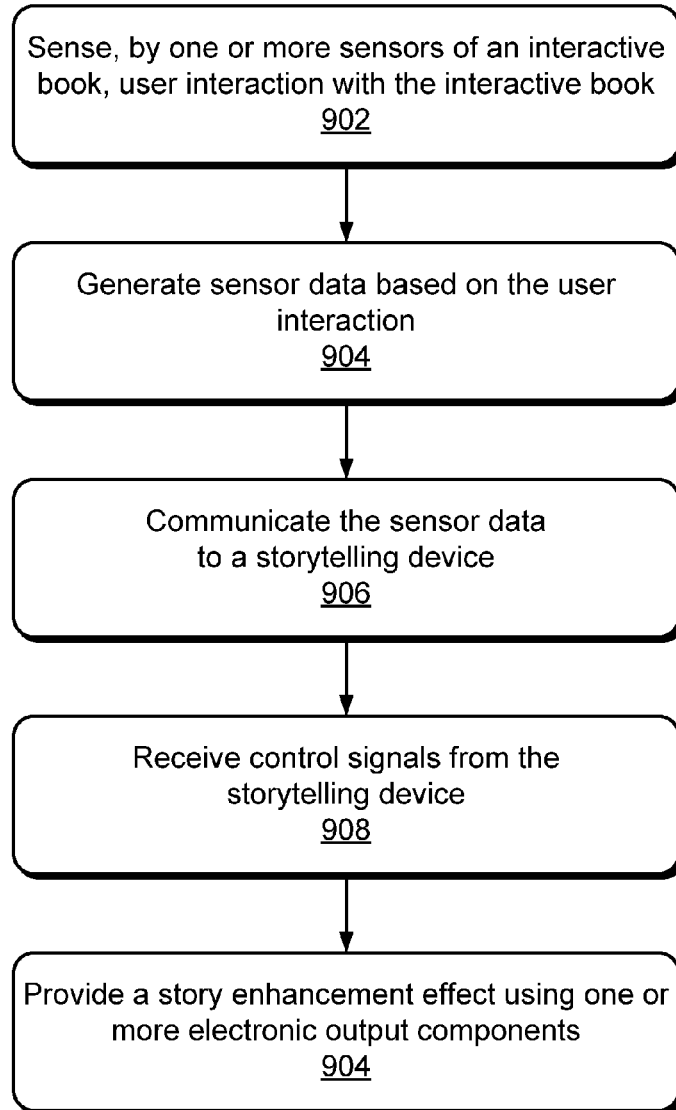 Sense, by one or more sensors of an interactive
book, user interaction with the interactive book
902
Generate sensor data based on the user
interaction
904
Communicate the sensor data
to a storytelling device
906
Receive control signals from the
storytelling device
908
Provide a story enhancement effect using one or
more electronic output components
904